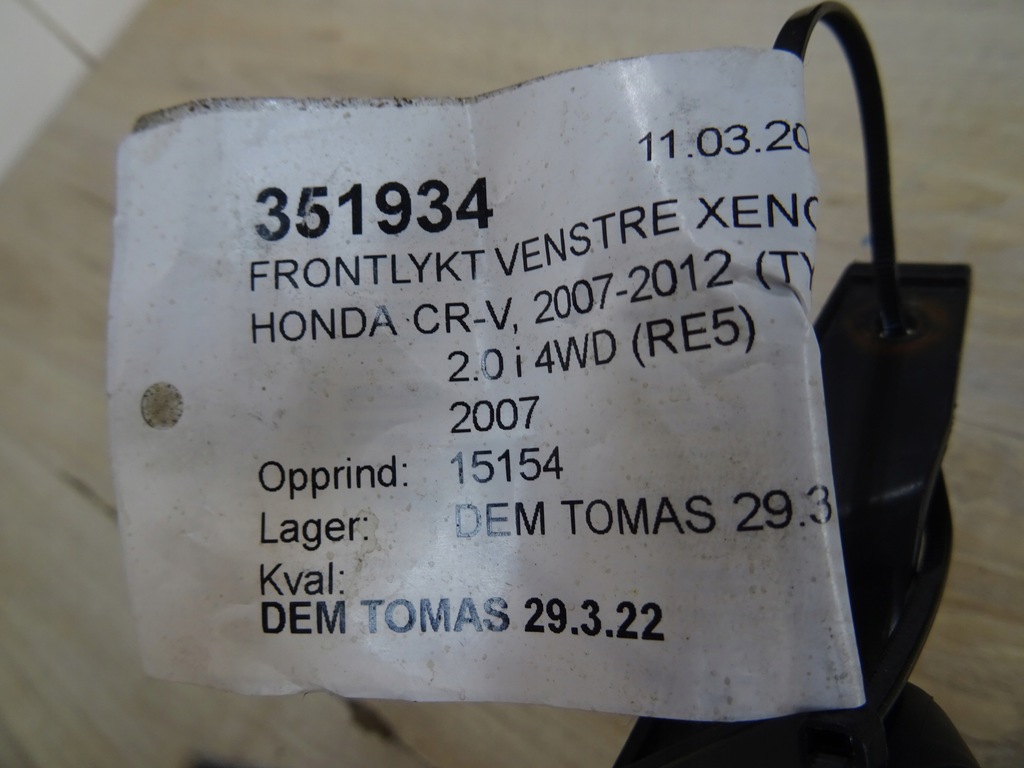 11.03.20
351934
FRONTLYKT VENSTRE XENO
HONDA CR-V, 2007-2012 (TY
2.0 i 4WD (RE5)
2007
Opprind: 15154
Lager: DEM TOMAS 29.3
Kval:
DEM TOMAS 29.3.22